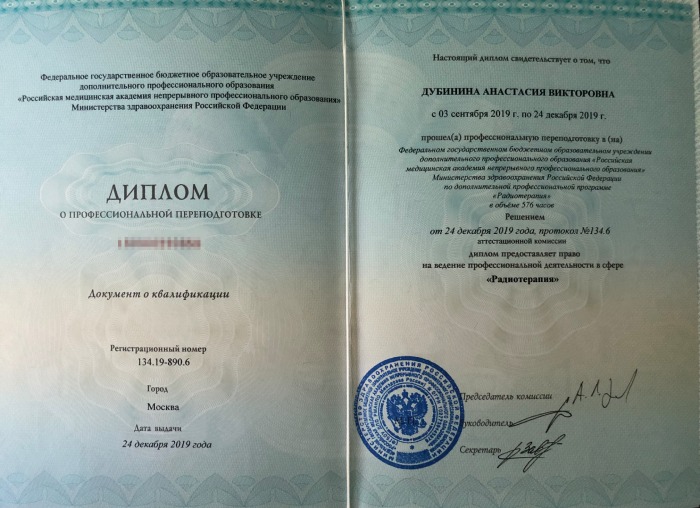 Федеральное государственное бюджетное образовательное учреждение
дополнительного профессионального образования
«Российская медицинская академия непрерывного профессионального образования»
Министерства здравоохранения Российской Федерации
ДИПЛОМ
О ПРОФЕССИОНАЛЬНОЙ ПЕРЕПОДГОТОВКЕ
Документ о квалификации
Регистрационный номер
134.19-890.6
Город
Москва
Дата выдачи
24 декабря 2019 года
Настоящий диплом свидетельствует о том, что
ДУБИНИНА АНАСТАСИЯ ВИКТОРОВНА
с 03 сентября 2019 г. по 24 декабря 2019 г.
прошел(а) профессиональную переподготовку в (на)
Федеральном государственном бюджетном образовательном учреждении
дополнительного профессионального образования «Российская
медицинская академия непрерывного профессионального образования»
Министерства здравоохранения Российской Федерации
по дополнительной профессиональной программе
«Радиотерапия»
в объёме 576 часов
Решением
от 24 декабря 2019 года, протокол №134.6
аттестационной комиссии
диплом предоставляет право
на ведение профессиональной деятельности в сфере
«Радиотерапия»
Председатель комиссии
Руководитель
Секретарь